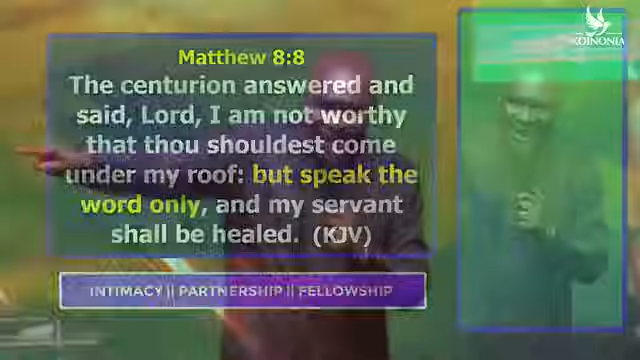 KOINONIA
Matthew 8:8
The centurion answered and
said, Lord, I am not worthy
that thou shouldest come
under my roof: but speak the
word only, and my servant
shall be healed. (KJV)
INTIMACY || PARTNERSHIP || FELLOWSHIP